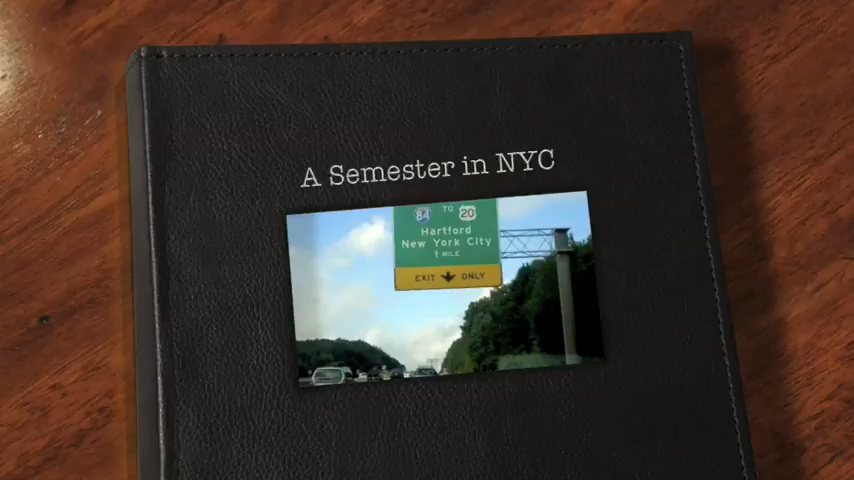 A Semester in NYC
84 TO 20
Hartford
New York City
1 MILE
EXIT ONLY